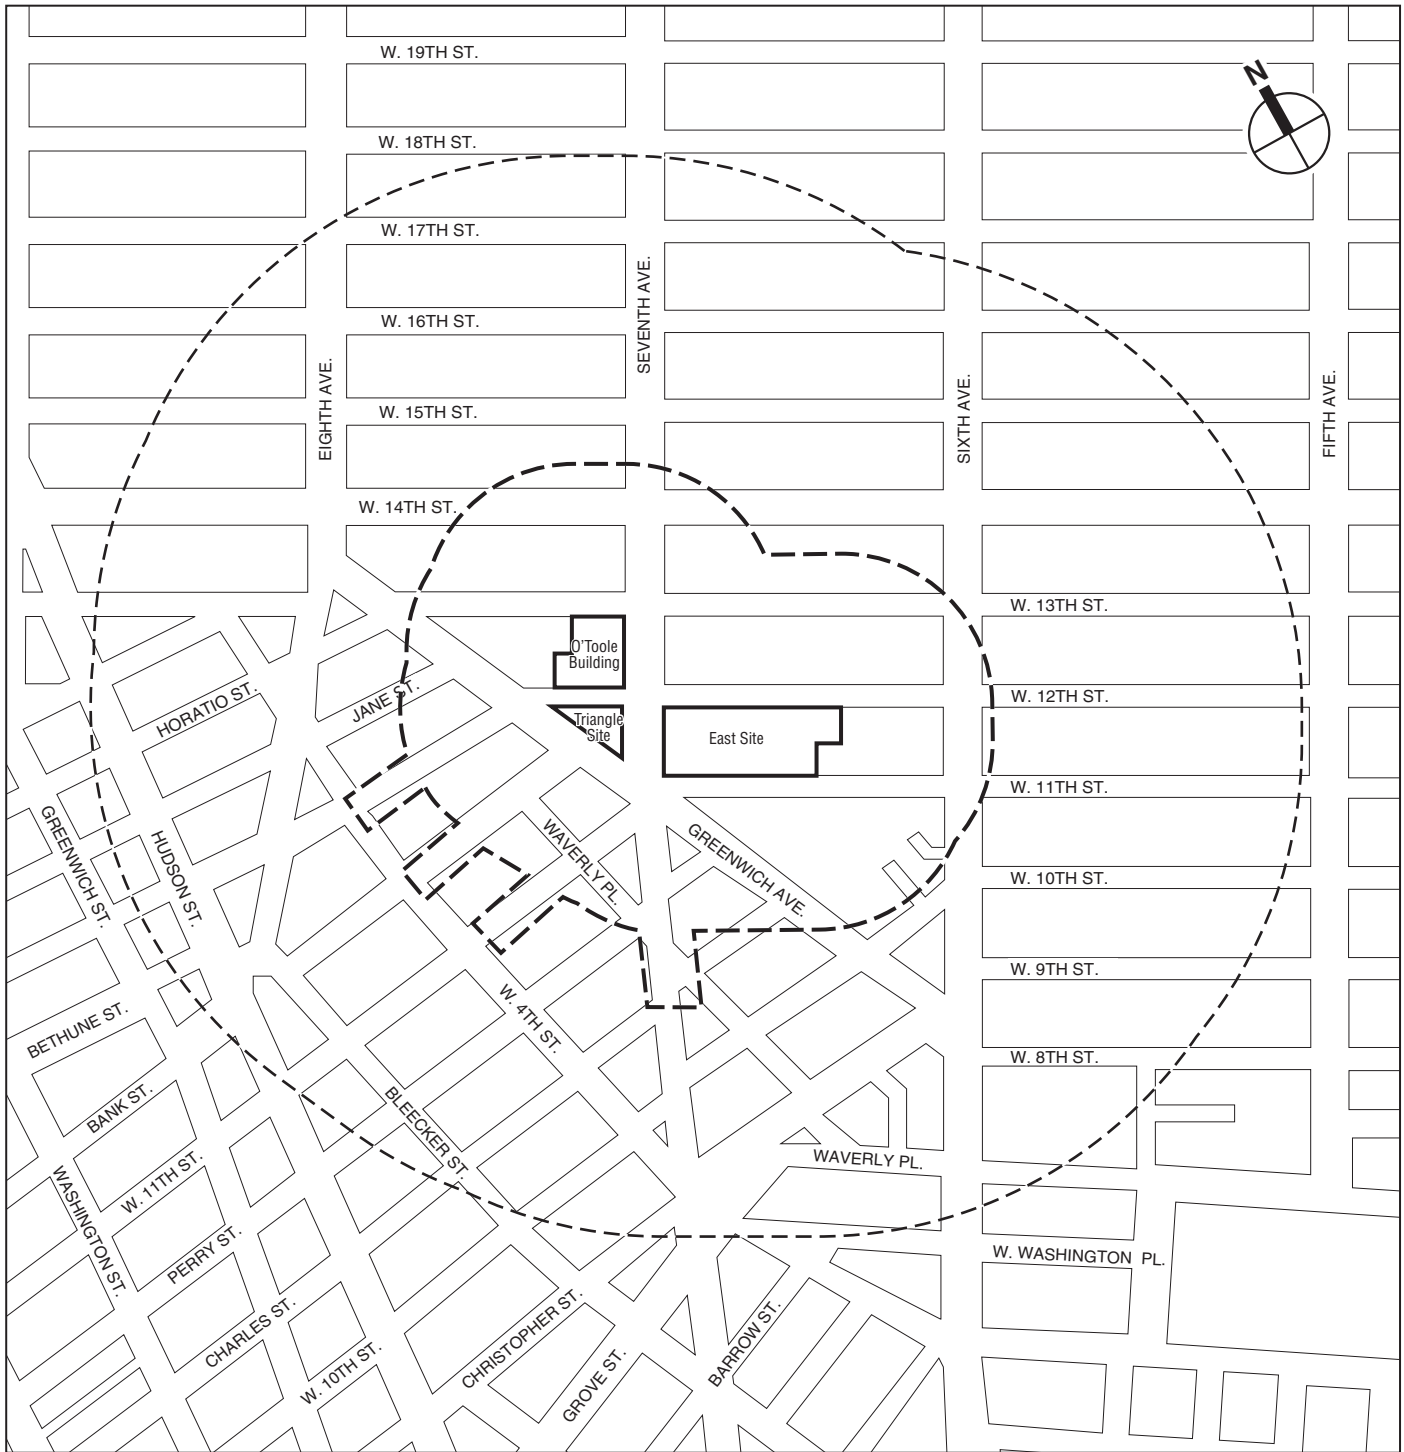 W. 19TH ST.
N
W. 18TH ST.
W. 17TH ST.
SEVENTH AVE.
W. 16TH ST.
EIGHTH AVE.
SIXTH AVE.
FIFTH AVE.
W. 15TH ST.
W. 14TH ST.
W. 13TH ST.
O'Toole
Building
W. 12TH ST.
HORATIO ST.
JANE ST.
Triangle
Site
East Site
W. 11TH ST.
GREENWICH ST.
HUDSON ST.
WAVERLY PL.
GREENWICH AVE.
W. 10TH ST.
W. 9TH ST.
W. 4TH ST.
BETHUNE ST.
W. 8TH ST.
BANK ST.
BLEECKER ST.
WAVERLY PL.
W. 11TH ST.
WASHINGTON ST.
PERRY ST.
W. WASHINGTON PL.
CHARLES ST.
CHRISTOPHER ST.
BARROW ST.
W. 10TH ST.
GROVE ST.